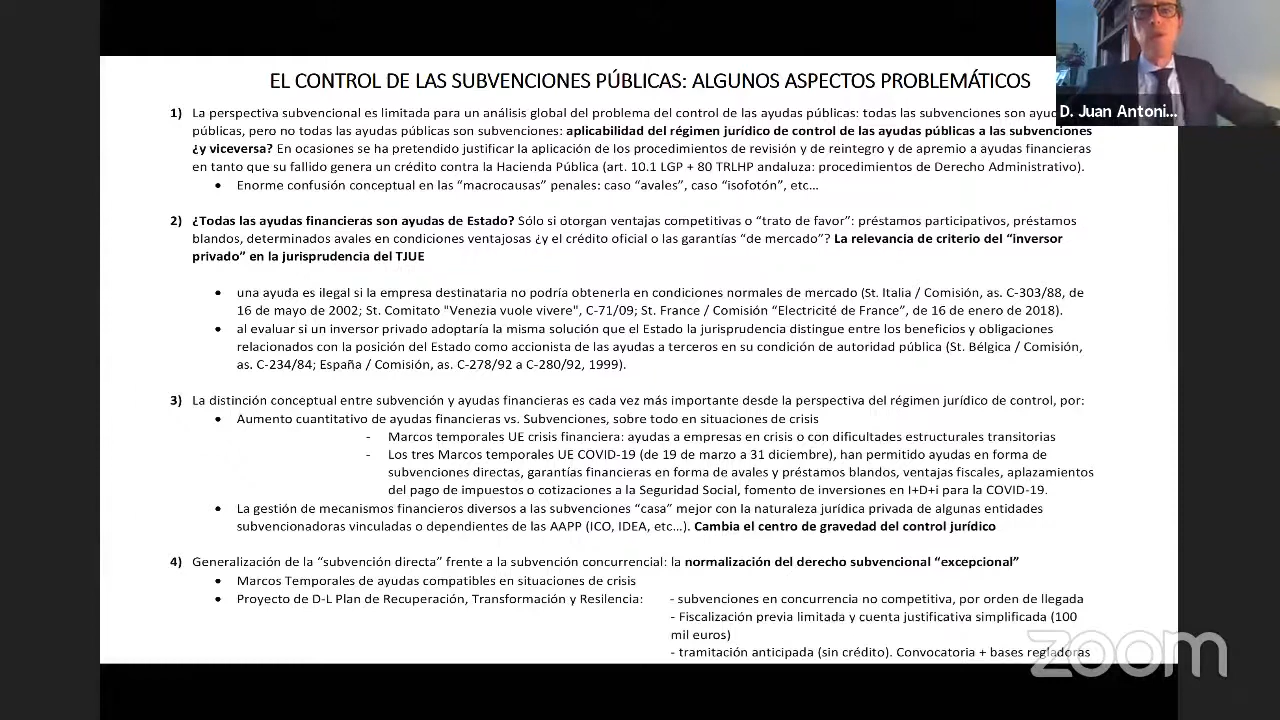 EL CONTROL DE LAS SUBVENCIONES PÚBLICAS: ALGUNOS ASPECTOS PROBLEMÁTICOS
D. Juan Antoni...
1) La perspectiva subvencional es limitada para un análisis global del problema del control de las ayudas públicas: todas las subvenciones son
públicas, pero no todas las ayudas públicas son subvenciones: aplicabilidad del régimen jurídico de control de las ayudas públicas a las subvenciones
¿y viceversa? En ocasiones se ha pretendido justificar la aplicación de los procedimientos de revisión y de reintegro y de apremio a ayudas financieras
en tanto que su fallido genera un crédito contra la Hacienda Pública (art. 10.1 LGP + 80 TRLHP andaluza: procedimientos de Derecho Administrativo).
• Enorme confusión conceptual en las “macrocausas” penales: caso “avales”, caso “isofotón”, etc…
2) ¿Todas las ayudas financieras son ayudas de Estado? Sólo si otorgan ventajas competitivas o “trato de favor”: préstamos participativos, préstamos
blandos, determinados avales en condiciones ventajosas ¿y el crédito oficial o las garantías “de mercado”? La relevancia de criterio del “inversor
privado” en la jurisprudencia del TJUE
• una ayuda es ilegal si la empresa destinataria no podría obtenerla en condiciones normales de mercado (St. Italia / Comisión, as. C-303/88, de
16 de mayo de 2002; St. Comitato "Venezia vuole vivere", C-71/09; St. France / Comisión “Electricité de France”, de 16 de enero de 2018).
• al evaluar si un inversor privado adoptaría la misma solución que el Estado la jurisprudencia distingue entre los beneficios y obligaciones
relacionados con la posición del Estado como accionista de las ayudas a terceros en su condición de autoridad pública (St. Bélgica / Comisión,
as. C-234/84; España / Comisión, as. C-278/92 a C-280/92, 1999).
3) La distinción conceptual entre subvención y ayudas financieras es cada vez más importante desde la perspectiva del régimen jurídico de control, por:
• Aumento cuantitativo de ayudas financieras vs. Subvenciones, sobre todo en situaciones de crisis
- Marcos temporales UE crisis financiera: ayudas a empresas en crisis o con dificultades estructurales transitorias
- Los tres Marcos temporales UE COVID-19 (de 19 de marzo a 31 diciembre), han permitido ayudas en forma de
subvenciones directas, garantías financieras en forma de avales y préstamos blandos, ventajas fiscales, aplazamientos
del pago de impuestos o cotizaciones a la Seguridad Social, fomento de inversiones en I+D+i para la COVID-19.
• La gestión de mecanismos financieros diversos a las subvenciones “casa” mejor con la naturaleza jurídica privada de algunas entidades
subvencionadoras vinculadas o dependientes de las AAPP (ICO, IDEA, etc…). Cambia el centro de gravedad del control jurídico
4) Generalización de la “subvención directa” frente a la subvención concurrencial: la normalización del derecho subvencional “excepcional”
• Marcos Temporales de ayudas compatibles en situaciones de crisis
• Proyecto de D-L Plan de Recuperación, Transformación y Resilencia: - subvenciones en concurrencia no competitiva, por orden de llegada
- Fiscalización previa limitada y cuenta justificativa simplificada (100
mil euros)
- tramitación anticipada (sin crédito). Convocatoria + bases regladoras
zoom